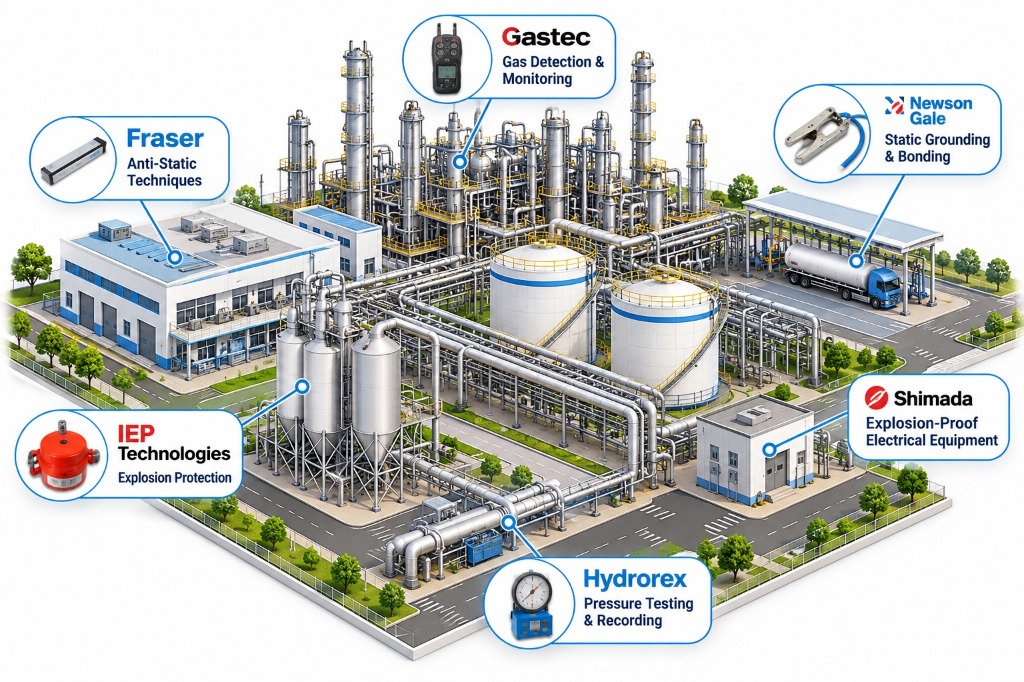 Gastec
Gas Detection &
Monitoring
Newson
Gale
Static Grounding
& Bonding
Fraser
Anti-Static
Techniques
Shimada
Explosion-Proof
Electrical Equipment
IEP
Technologies
Explosion Protection
Hydrorex
Pressure Testing
& Recording